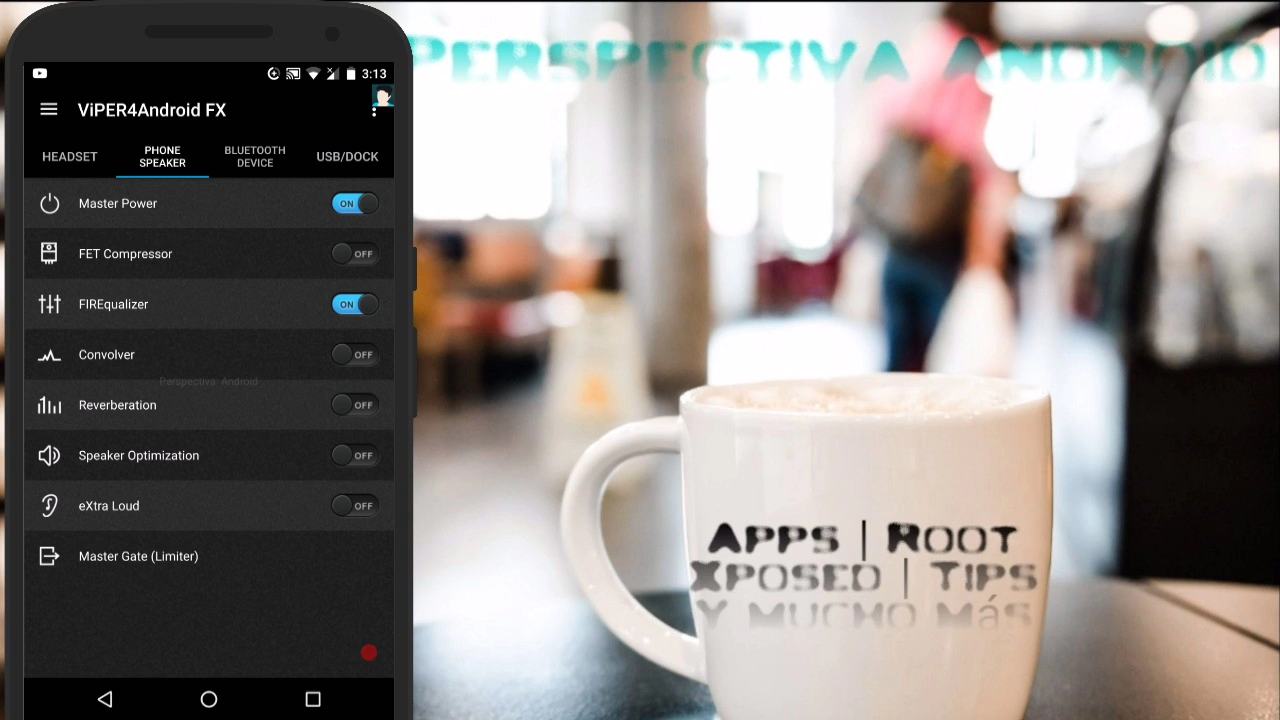 PERSPECTIVA ANDROID
3:13
ViPER4Android FX
HEADSET
PHONE
SPEAKER
BLUETOOTH
DEVICE
USB/DOCK
Master Power
ON
FET Compressor
OFF
FIREqualizer
ON
Convolver
OFF
Perspectiva Android
Reverberation
OFF
Speaker Optimization
OFF
eXtra Loud
OFF
Master Gate (Limiter)
APPS | ROOT
XPOSED | TIPS
Y MUCHO Más